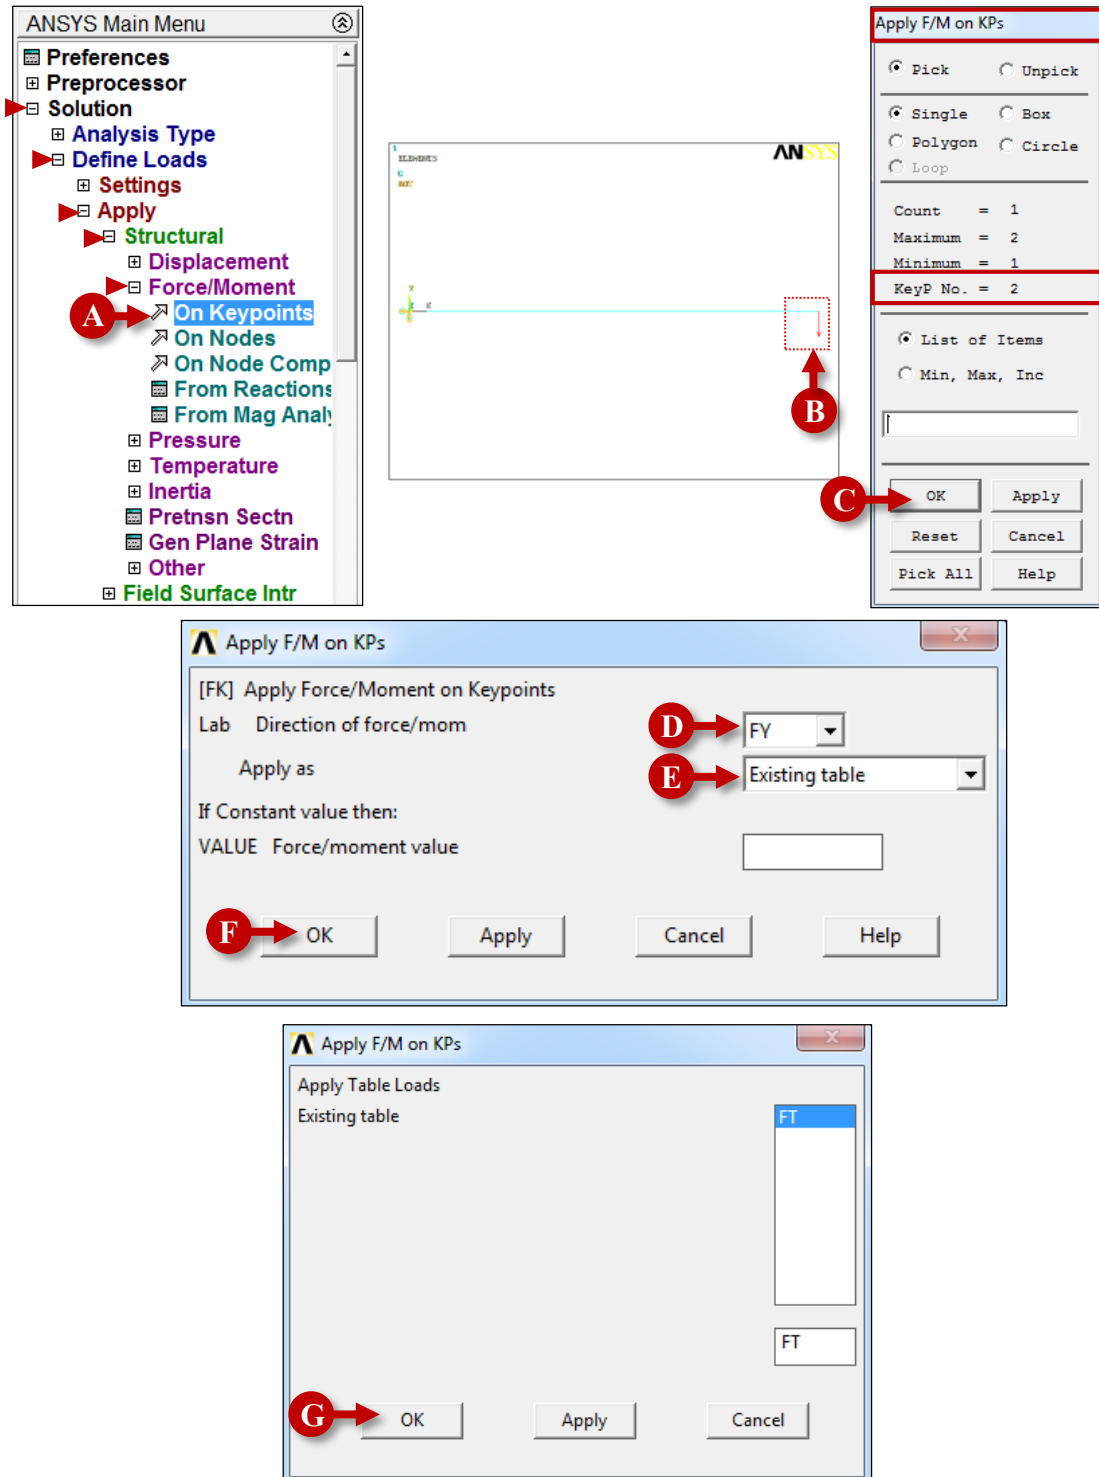 ANSYS Main Menu
Preferences
Preprocessor
Solution
Analysis Type
Define Loads
Settings
Apply
Structural
Displacement
Force/Moment
A
On Keypoints
On Nodes
On Node Comp
From Reactions
From Mag Analy
Pressure
Temperature
Inertia
Pretnsn Sectn
Gen Plane Strain
Other
Field Surface Intr
1
ELEMENTS
ANSYS
Y
X
B
Apply F/M on KPs
Pick Unpick
Single Box
Polygon Circle
Loop
Count = 1
Maximum = 2
Minimum = 1
KeyP No. = 2
List of Items
Min, Max, Inc
C
OK Apply
Reset Cancel
Pick All Help
Apply F/M on KPs
[FK] Apply Force/Moment on Keypoints
Lab Direction of force/mom D FY
Apply as E Existing table
If Constant value then:
VALUE Force/moment value
F OK Apply Cancel Help
Apply F/M on KPs
Apply Table Loads
Existing table FT
FT
G OK Apply Cancel